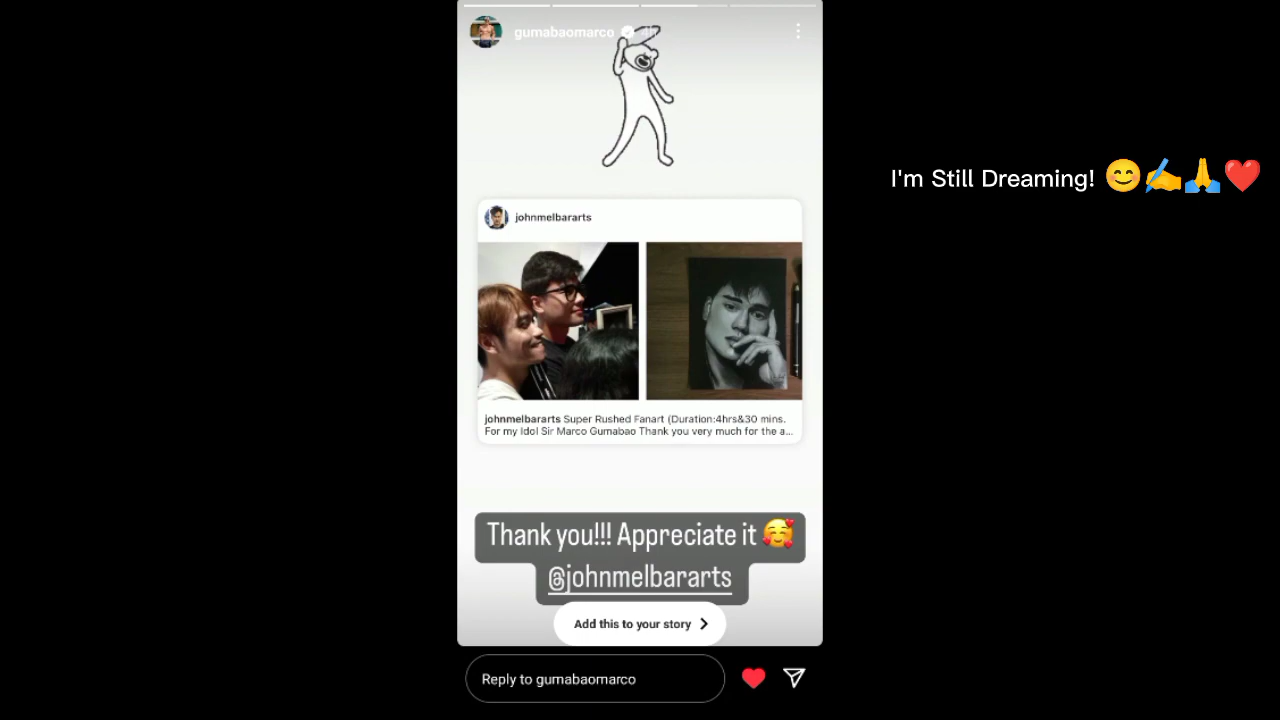 gumabaomarco 4h
I'm Still Dreaming! 😊✍️🙏❤️
johnmelbararts
johnmelbararts Super Rushed Fanart (Duration:4hrs&30 mins.
For my Idol Sir Marco Gumabao Thank you very much for the a...
Thank you!!! Appreciate it 🥰
@johnmelbararts
Add this to your story
Reply to gumabaomarco